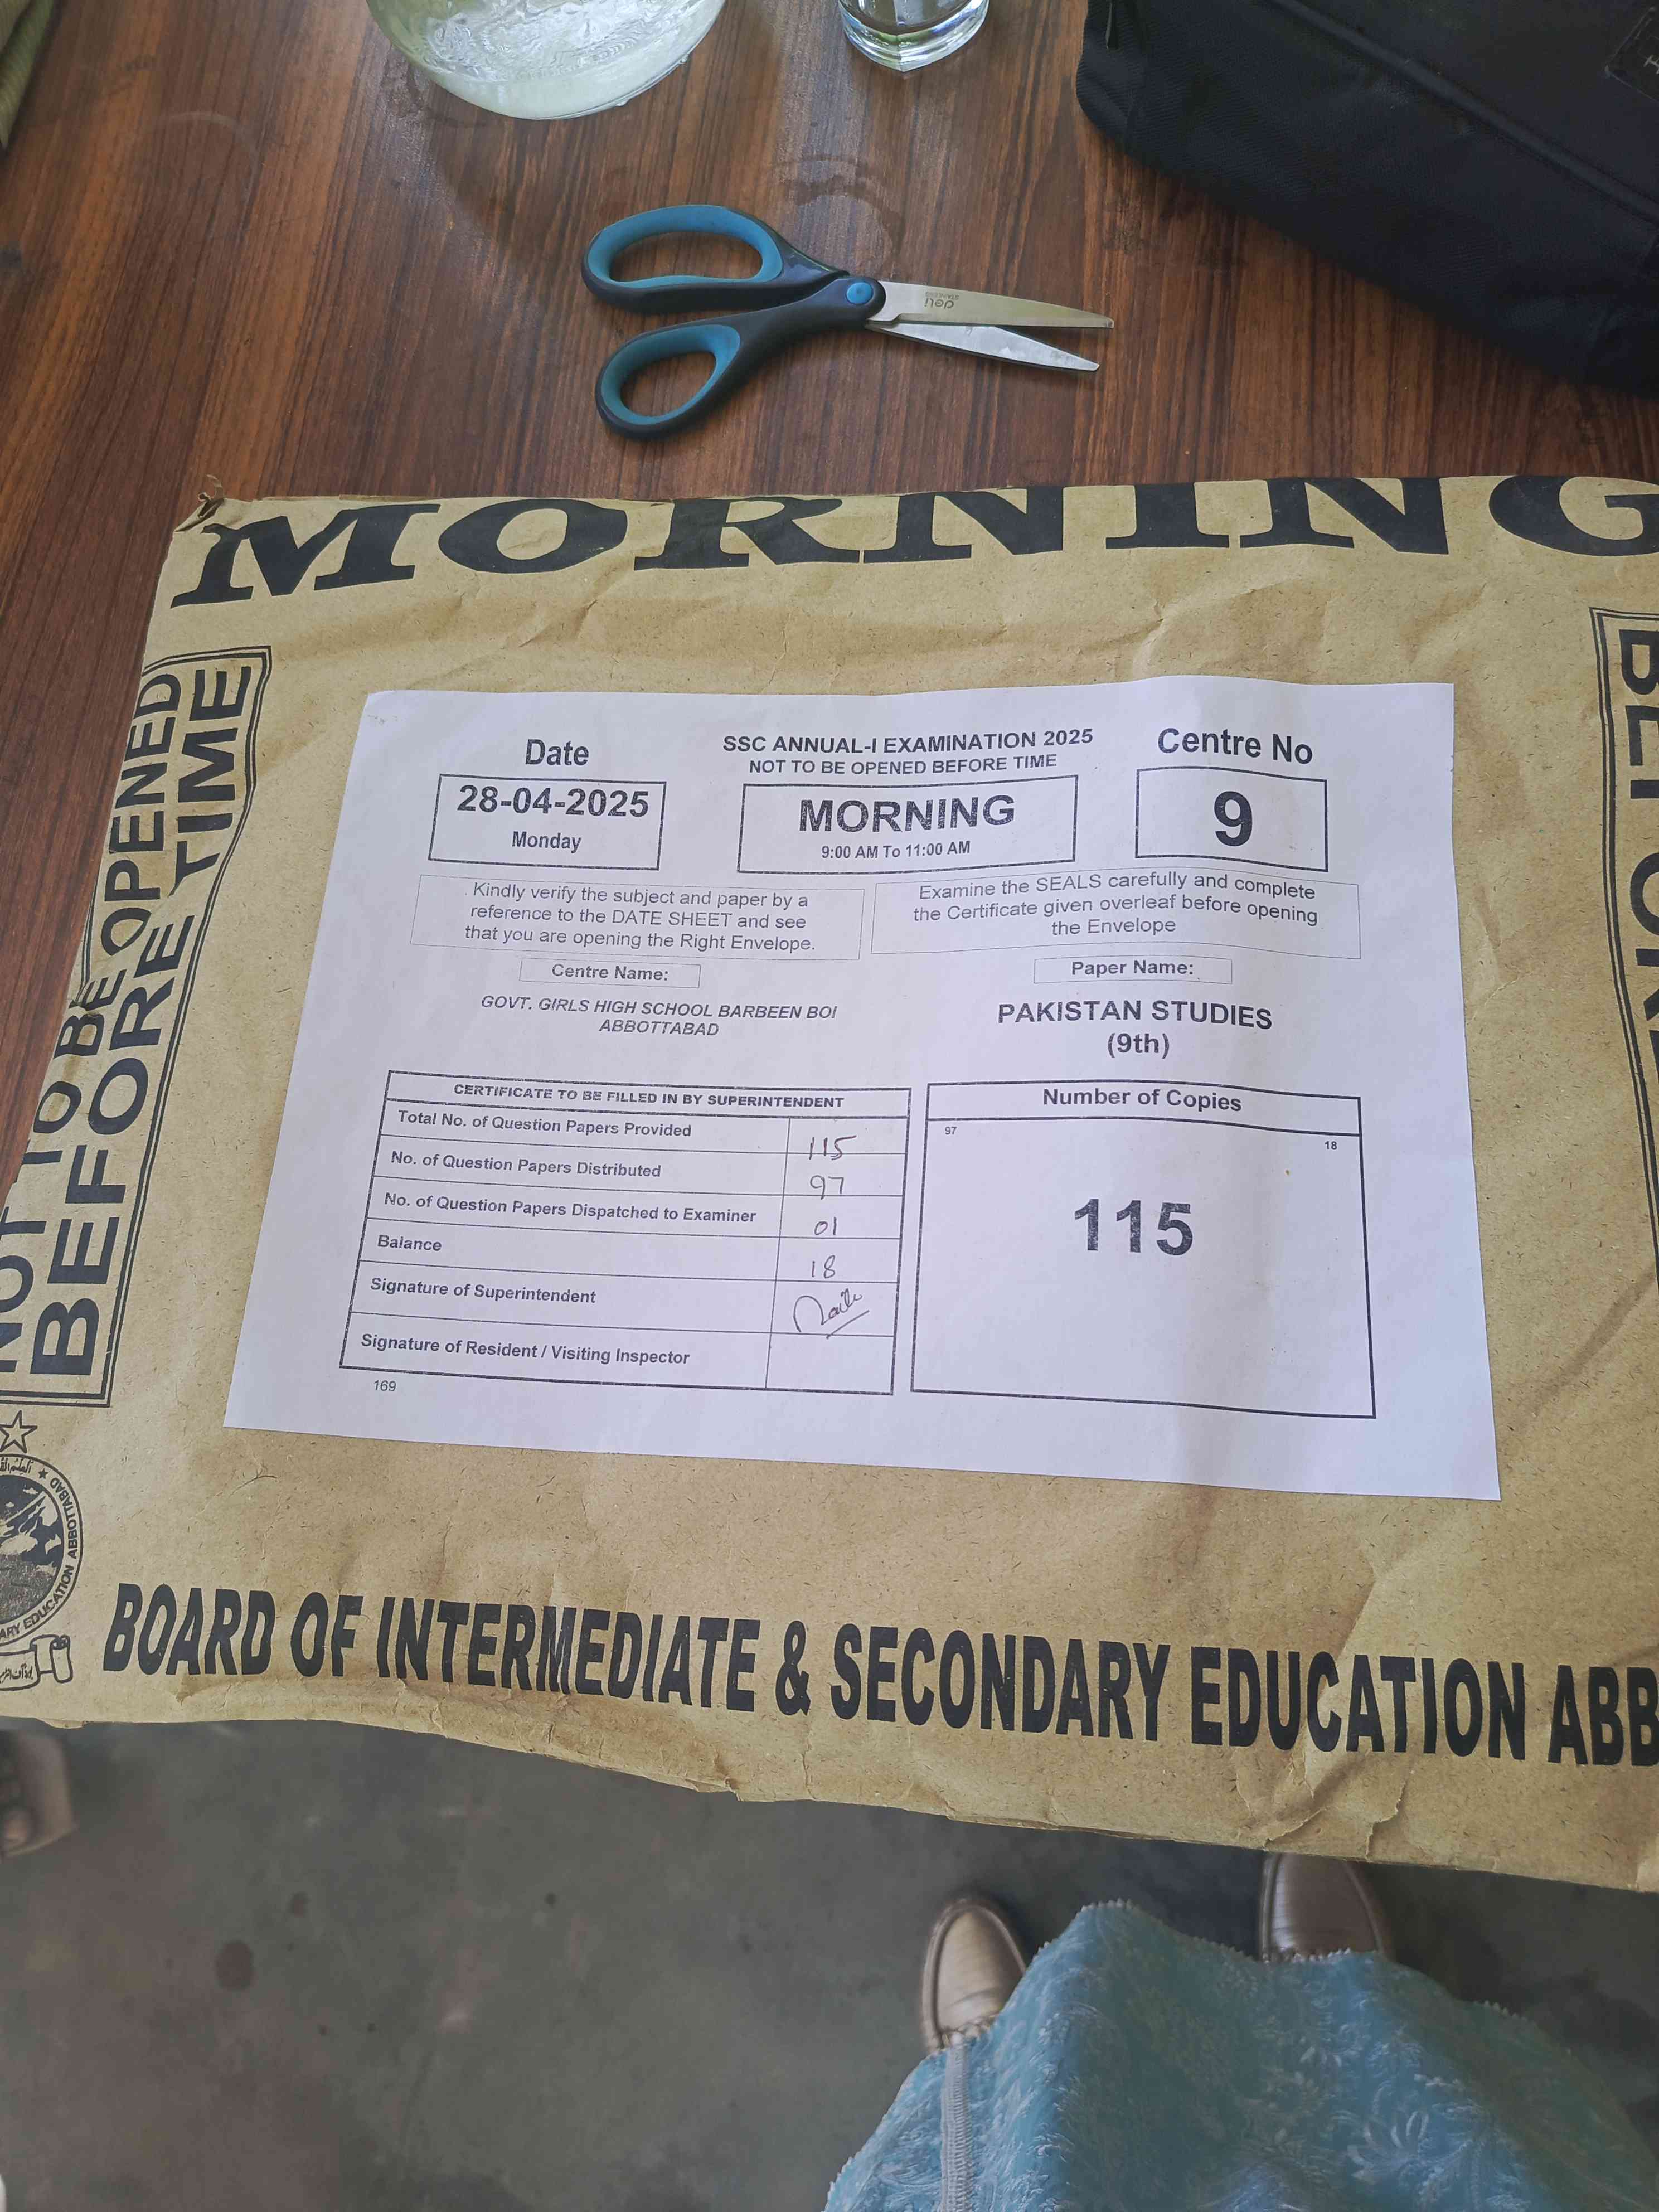 deli
STAINLESS
MORNING
NOT TO BE OPENED
BEFORE TIME
Date
28-04-2025
Monday
SSC ANNUAL-I EXAMINATION 2025
NOT TO BE OPENED BEFORE TIME
MORNING
9:00 AM To 11:00 AM
Centre No
9
Kindly verify the subject and paper by a
reference to the DATE SHEET and see
that you are opening the Right Envelope.
Examine the SEALS carefully and complete
the Certificate given overleaf before opening
the Envelope
Centre Name:
GOVT. GIRLS HIGH SCHOOL BARBEEN BOI
ABBOTTABAD
Paper Name:
PAKISTAN STUDIES
(9th)
CERTIFICATE TO BE FILLED IN BY SUPERINTENDENT
Total No. of Question Papers Provided 115
No. of Question Papers Distributed 97
No. of Question Papers Dispatched to Examiner 01
Balance 18
Signature of Superintendent
Signature of Resident / Visiting Inspector
169
Number of Copies
97 18
115
ARY EDUCATION ABBOTTABAD
BOARD OF INTERMEDIATE & SECONDARY EDUCATION ABB